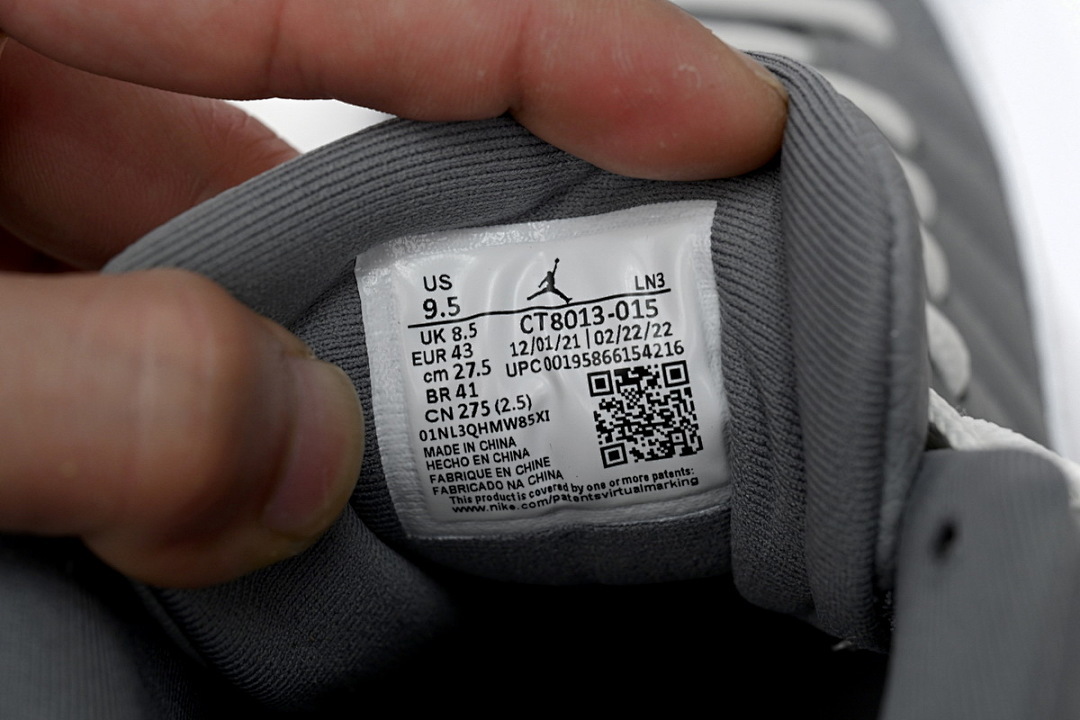 US
9.5
LN3
UK 8.5
EUR 43
cm 27.5
BR 41
CN 275 (2.5)
CT8013-015
12/01/21 | 02/22/22
UPC 00195866154216
01NL3QHMW85XI
MADE IN CHINA
HECHO EN CHINA
FABRIQUE EN CHINE
FABRICADO NA CHINA
This product is covered by one or more patents:
www.nike.com/patentsvirtualmarking